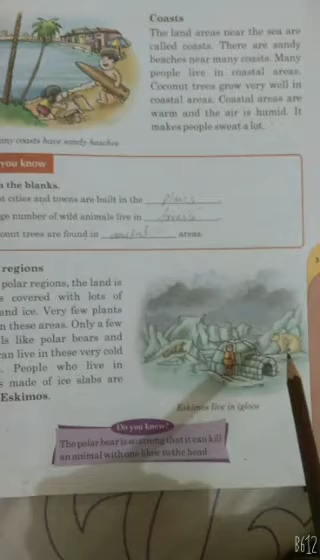 Coasts
The land areas near the sea are
called coasts. There are sandy
beaches near many coasts. Many
people live in coastal areas.
Coconut trees grow very well in
coastal areas. Coastal areas are
warm and the air is humid. It
makes people sweat a lot.
any coasts have sandy beaches
you know
the blanks.
cities and towns are built in the plains
number of wild animals live in forests
trees are found in coastal areas.
regions
polar regions, the land is
covered with lots of
and ice. Very few plants
in these areas. Only a few
like polar bears and
can live in these very cold
. People who live in
made of ice slabs are
Eskimos.
Eskimos live in igloos
Do you know?
The polar bear is so strong that it can kill
an animal with one blow to the head
B612